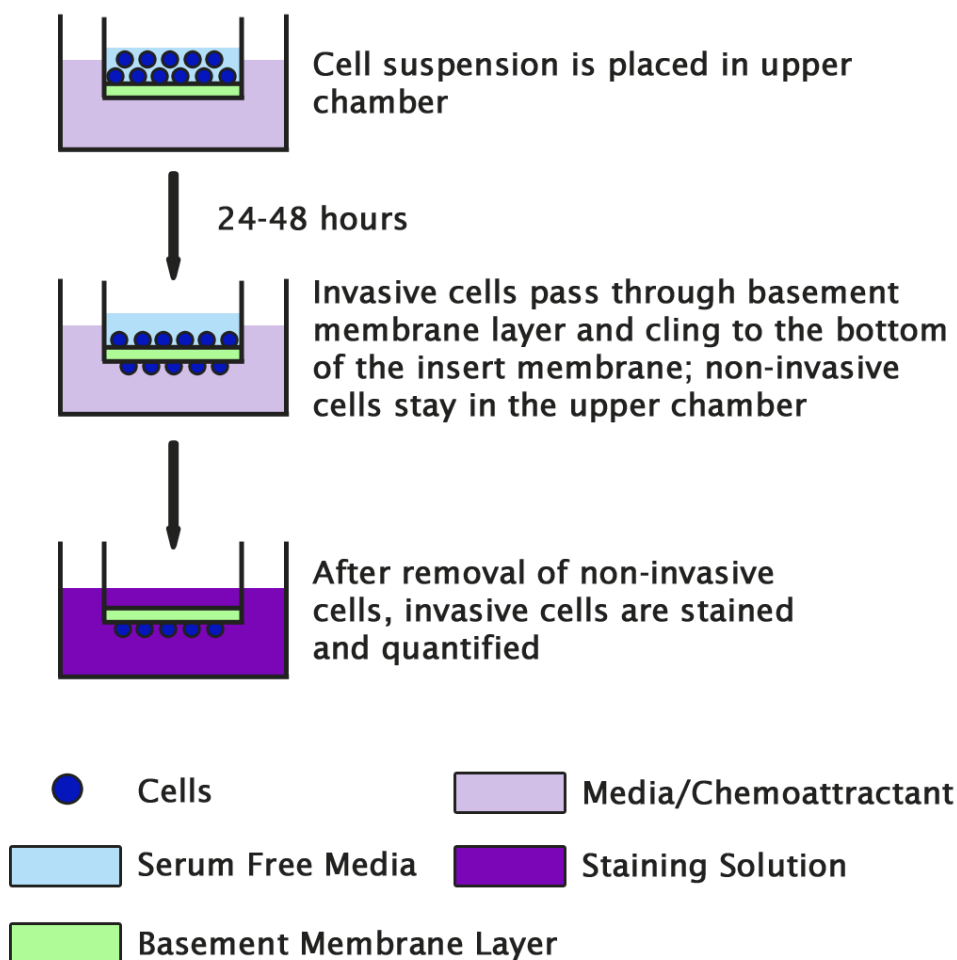 Cell suspension is placed in upper
chamber
24-48 hours
Invasive cells pass through basement
membrane layer and cling to the bottom
of the insert membrane; non-invasive
cells stay in the upper chamber
After removal of non-invasive
cells, invasive cells are stained
and quantified
Cells
Media/Chemoattractant
Serum Free Media
Staining Solution
Basement Membrane Layer